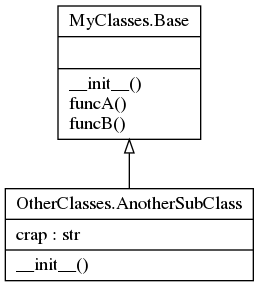 MyClasses.Base
__init__()
funcA()
funcB()
OtherClasses.AnotherSubClass
crap : str
__init__()